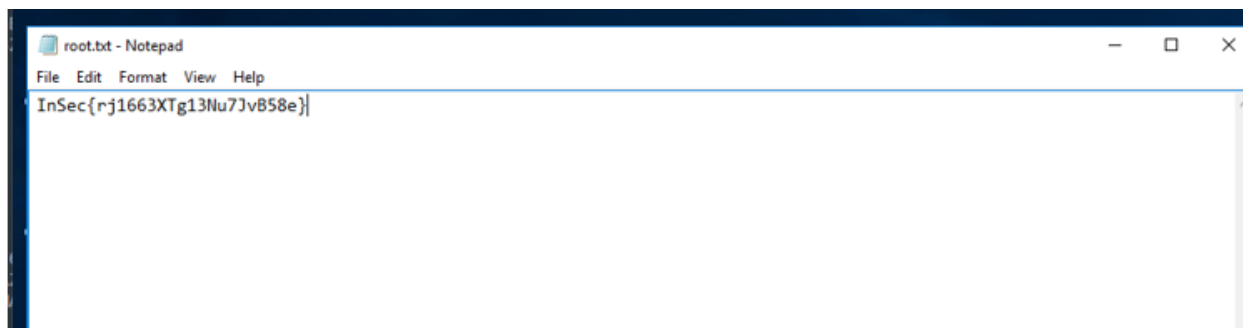 root.txt - Notepad
File Edit Format View Help
InSec{rj1663XTg13Nu7JvB58e}